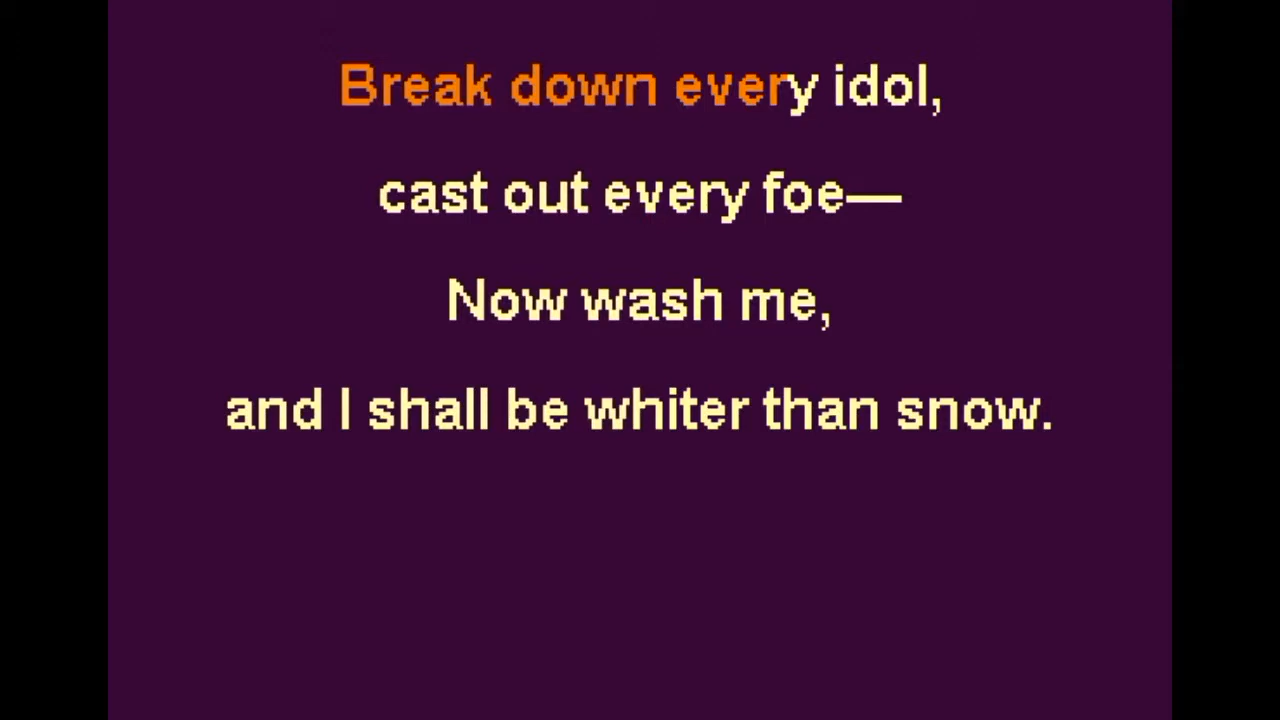 Break down every idol,
cast out every foe—
Now wash me,
and I shall be whiter than snow.